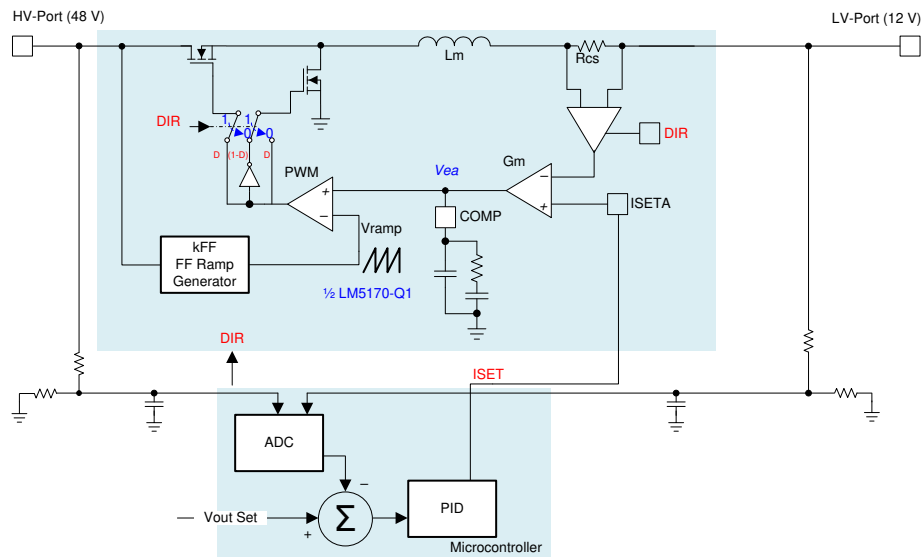 HV-Port (48 V)
LV-Port (12 V)
Lm
Rcs
DIR
1
1
0
0
DIR
D
(1-D)
D
PWM
+
−
Vea
Gm
−
+
COMP
ISETA
Vramp
kFF
FF Ramp
Generator
½ LM5170-Q1
DIR
ISET
ADC
−
Vout Set
+
Σ
PID
Microcontroller